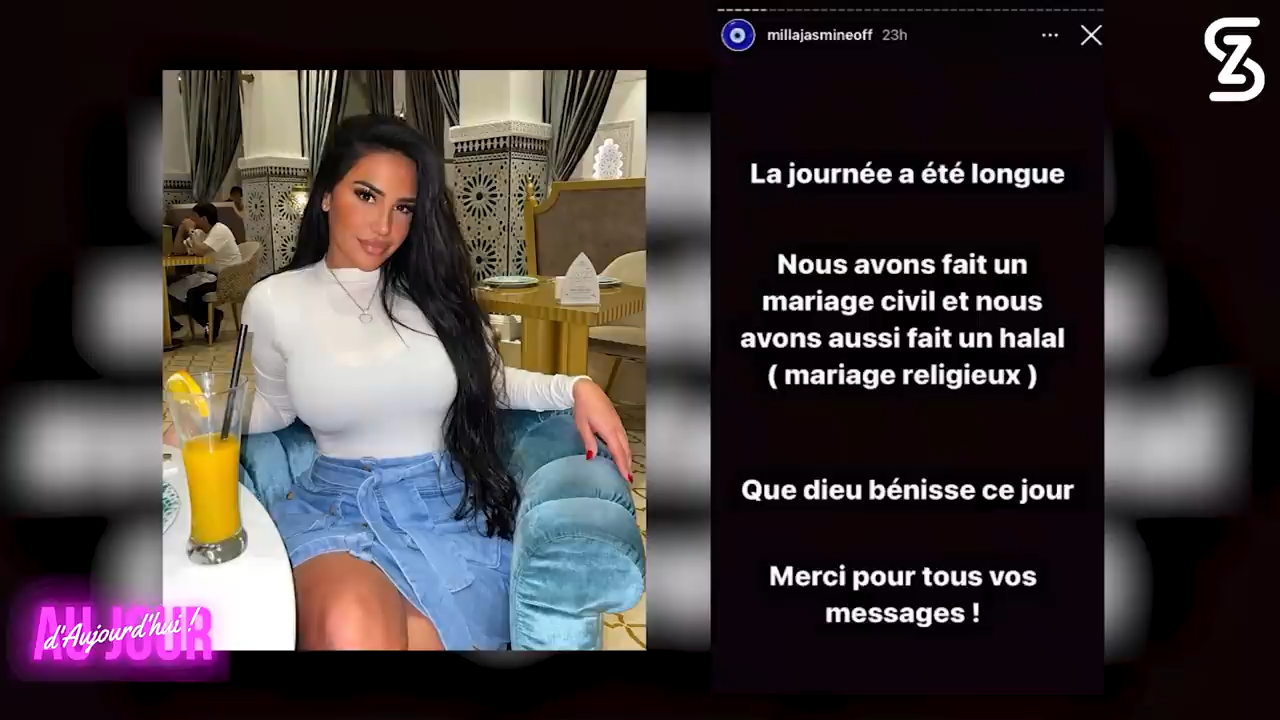 millajasmineoff 23h
La journée a été longue
Nous avons fait un
mariage civil et nous
avons aussi fait un halal
( mariage religieux )
Que dieu bénisse ce jour
Merci pour tous vos
messages !
AU JOUR
d'Aujourd'hui !